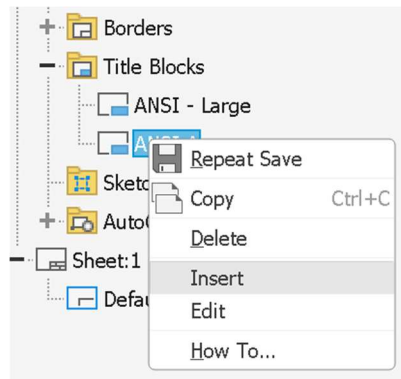 Borders
Title Blocks
ANSI - Large
Repeat Save
Copy Ctrl+C
Delete
Sheet:1
Insert
Edit
How To...